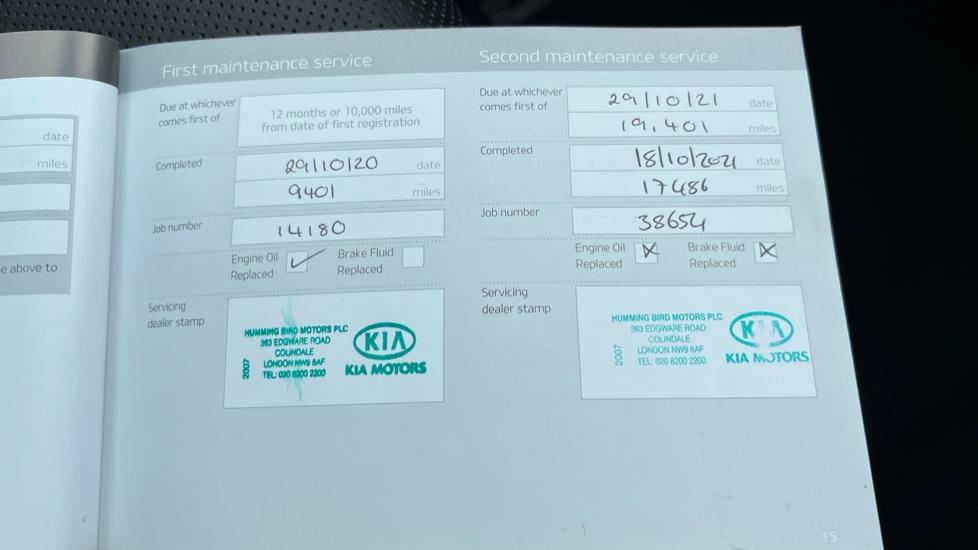 date
miles
e above to
First maintenance service
Due at whichever
comes first of
12 months or 10,000 miles
from date of first registration
Completed
29/10/20 date
9401 miles
Job number
14180
Engine Oil
Replaced
Brake Fluid
Replaced
Servicing
dealer stamp
HUMMING BIRD MOTORS PLC
363 EDGWARE ROAD
COLINDALE
LONDON NW9 6AF
TEL: 020 8200 2200
2007
KIA
KIA MOTORS
Second maintenance service
Due at whichever
comes first of
29/10/21 date
19,401 miles
Completed
18/10/2021 date
17486 miles
Job number
38654
Engine Oil
Replaced
Brake Fluid
Replaced
Servicing
dealer stamp
HUMMING BIRD MOTORS PLC
363 EDGWARE ROAD
COLINDALE
LONDON NW9 6AF
TEL: 020 8200 2200
2007
KIA
KIA MOTORS
15